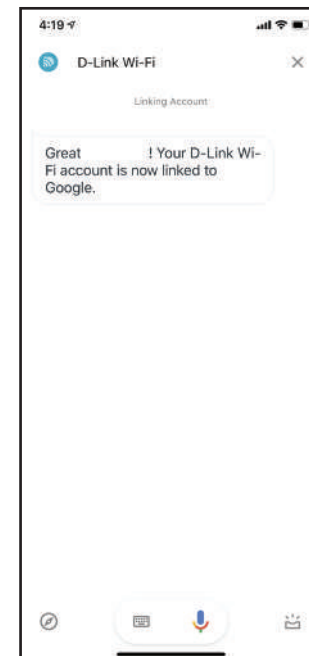 4:19
D-Link Wi-Fi
Linking Account
Great ! Your D-Link Wi-
Fi account is now linked to
Google.